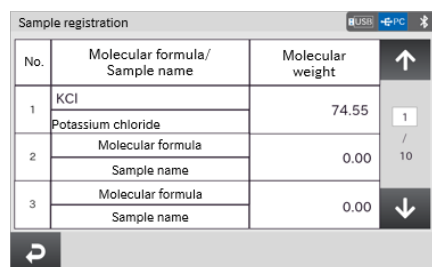 Sample registration
USB PC
No. Molecular formula/ Sample name Molecular weight
1 KCl 74.55
Potassium chloride
2 Molecular formula 0.00
Sample name
3 Molecular formula 0.00
Sample name
1
/
10